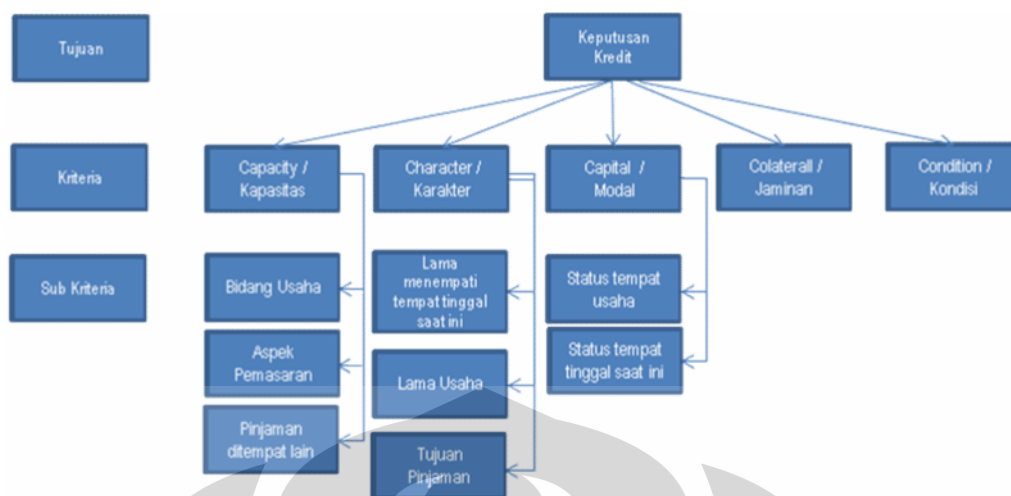 Tujuan
Keputusan
Kredit
Kriteria
Capacity /
Kapasitas
Character /
Karakter
Capital /
Modal
Colaterall /
Jaminan
Condition /
Kondisi
Sub Kriteria
Bidang Usaha
Lama
menempati
tempat tinggal
saat ini
Status tempat
usaha
Aspek
Pemasaran
Lama Usaha
Status tempat
tinggal saat ini
Pinjaman
ditempat lain
Tujuan
Pinjaman